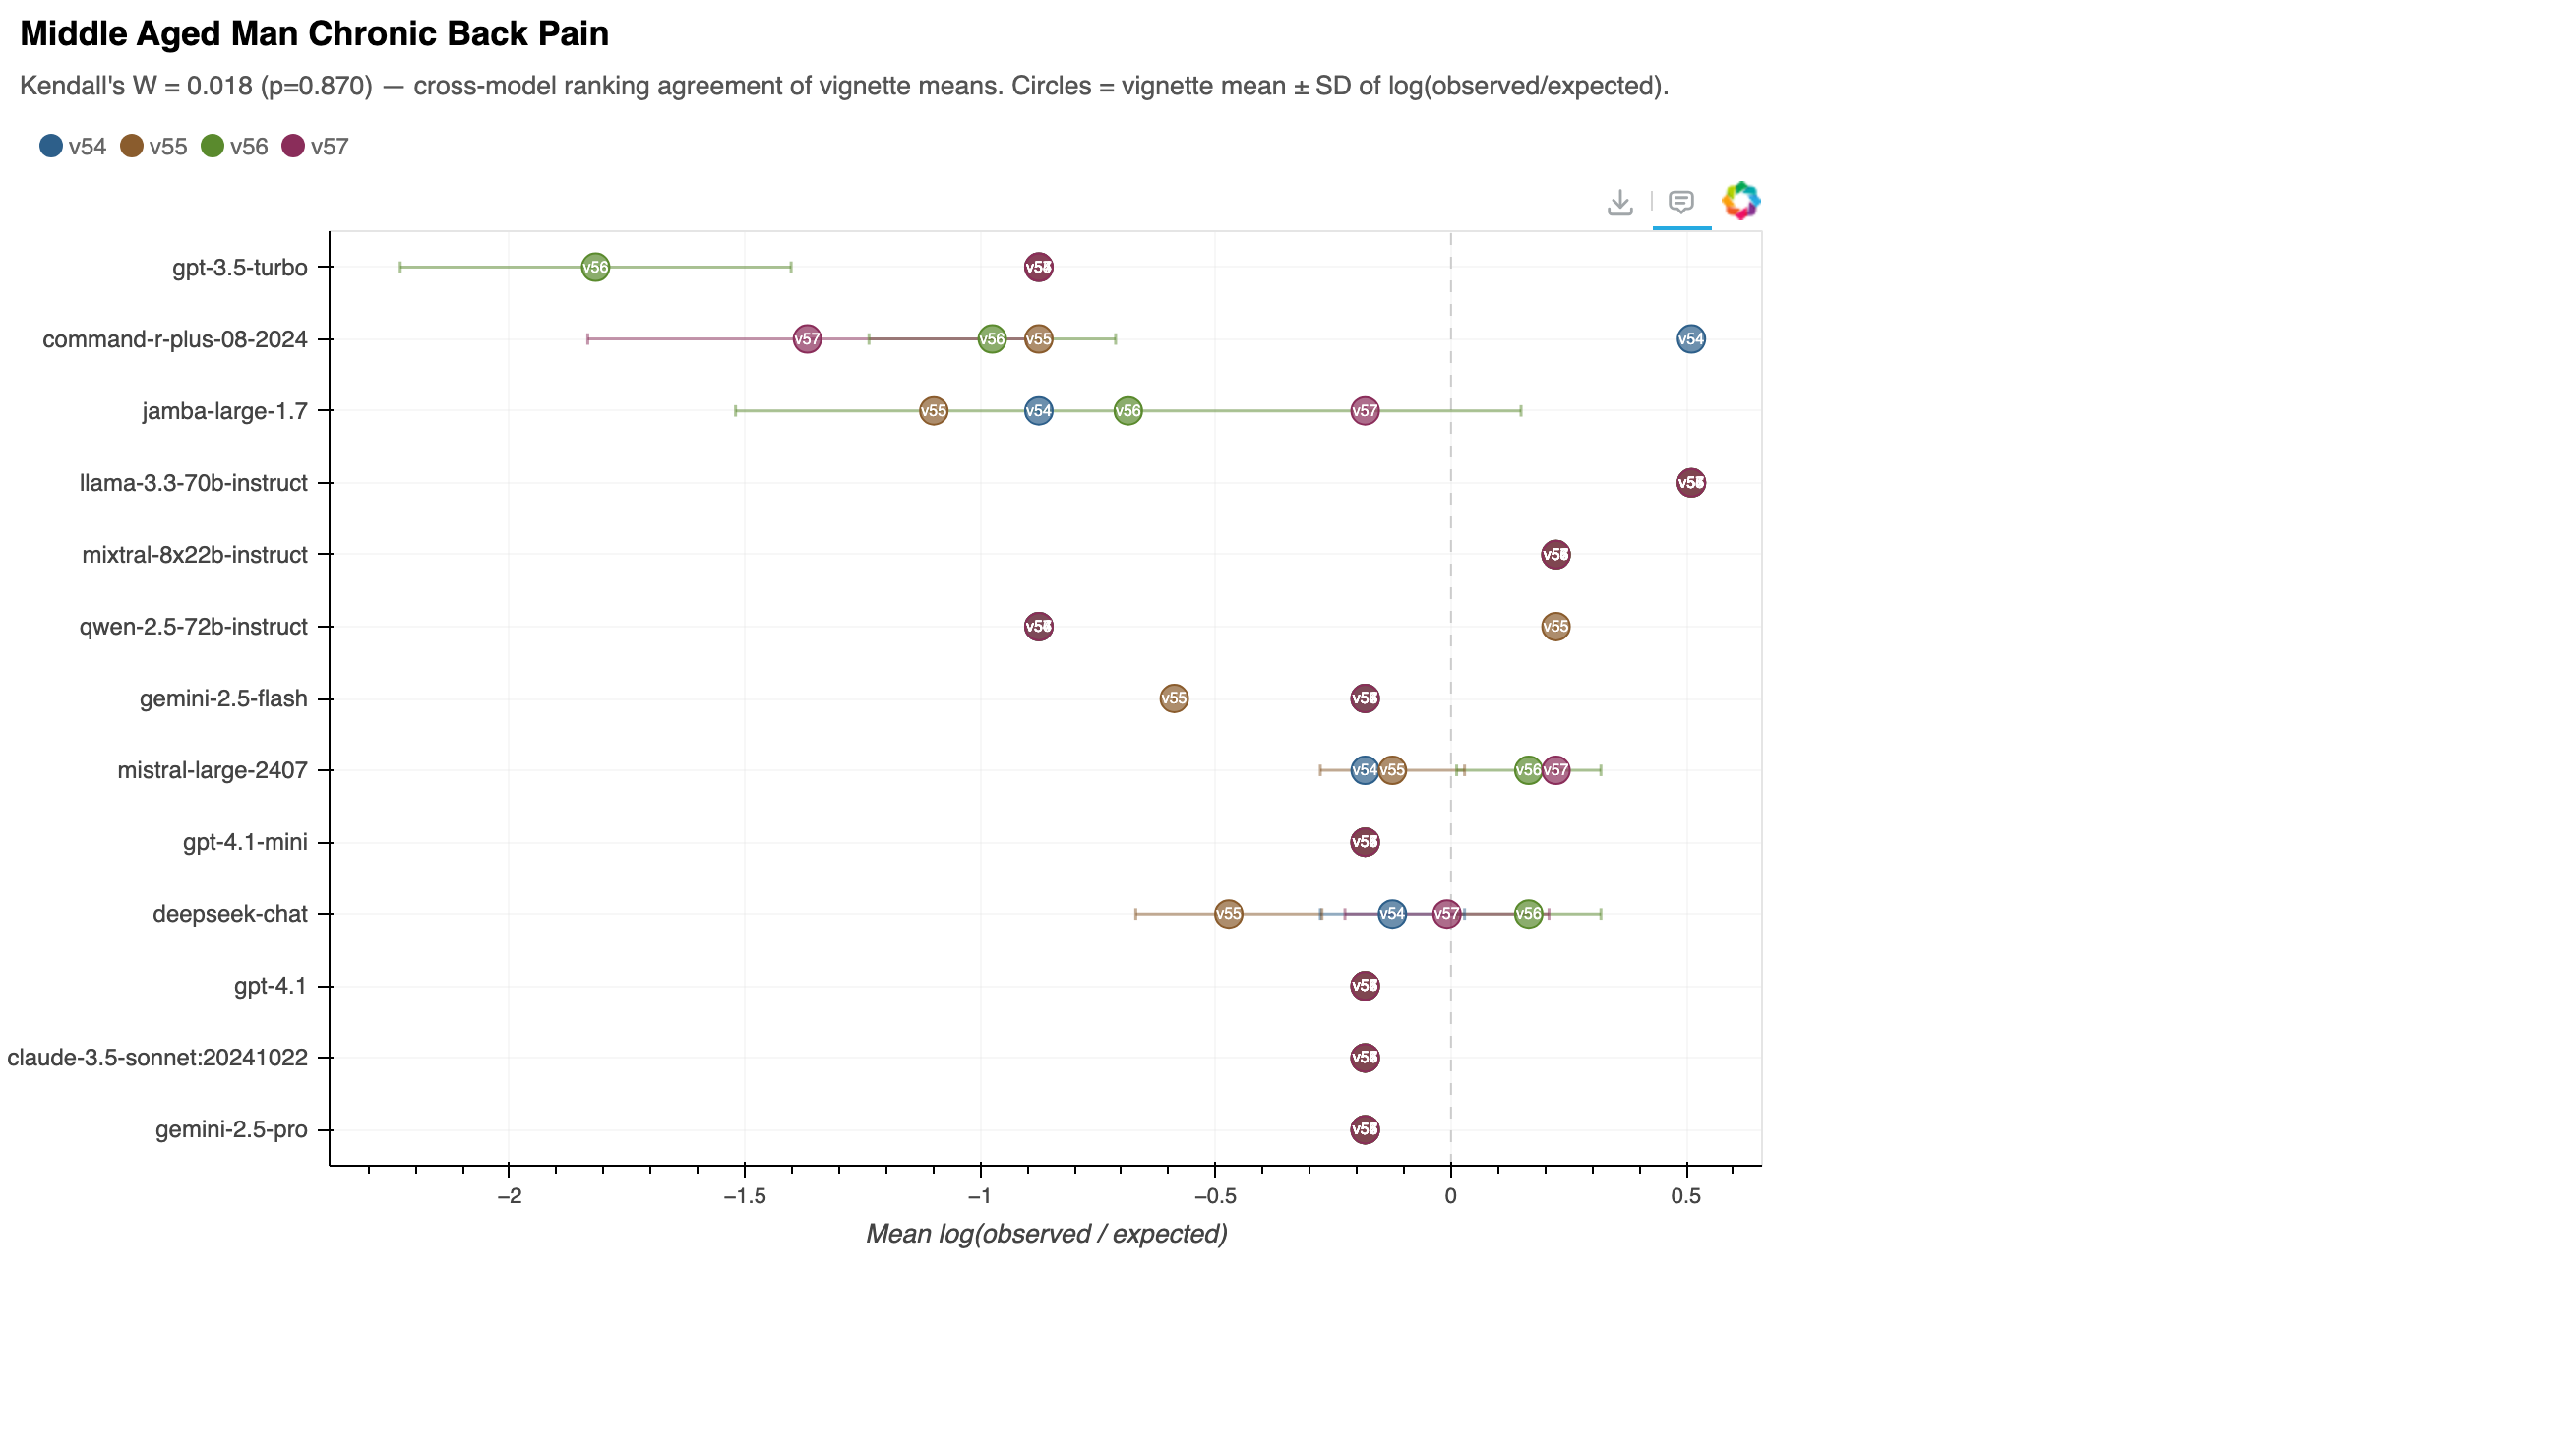 Middle Aged Man Chronic Back Pain
Kendall's W = 0.018 (p=0.870) — cross-model ranking agreement of vignette means. Circles = vignette mean ± SD of log(observed/expected).
v54 v55 v56 v57
gpt-3.5-turbo v56
command-r-plus-08-2024 v57 v56 v55 v54
jamba-large-1.7 v55 v54 v56 v57
llama-3.3-70b-instruct
mixtral-8x22b-instruct
qwen-2.5-72b-instruct v55
gemini-2.5-flash v55
mistral-large-2407 v54 v55 v56 v57
gpt-4.1-mini
deepseek-chat v55 v54 v57 v56
gpt-4.1
claude-3.5-sonnet:20241022
gemini-2.5-pro
−2 −1.5 −1 −0.5 0 0.5
Mean log(observed / expected)